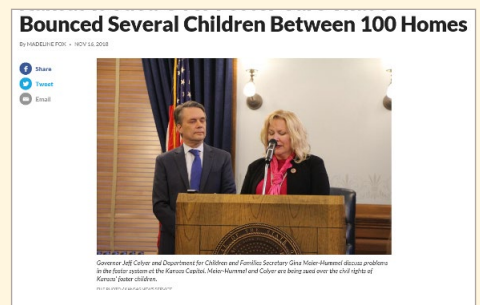 Bounced Several Children Between 100 Homes
By MADELINE FOX • NOV 16, 2018
Share
Tweet
Email
Governor Jeff Colyer and Department for Children and Families Secretary Gina Meier-Hummel discuss problems
in the foster system at the Kansas Capitol. Meier-Hummel and Colyer are being sued over the civil rights of
Kansas' foster children.